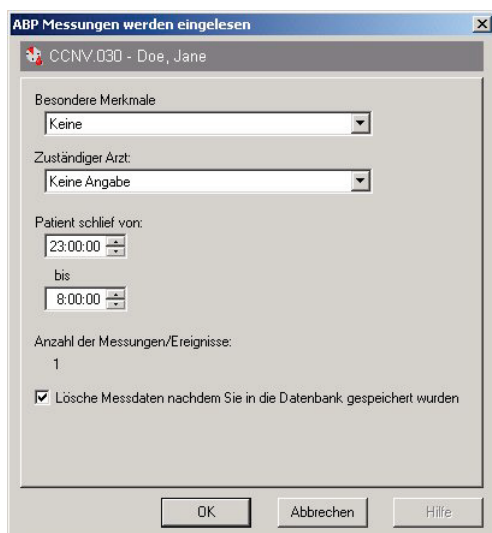 ABP Messungen werden eingelesen
CCNV.030 - Doe, Jane
Besondere Merkmale
Keine
Zuständiger Arzt:
Keine Angabe
Patient schlief von:
23:00:00
bis
8:00:00
Anzahl der Messungen/Ereignisse:
1
Lösche Messdaten nachdem Sie in die Datenbank gespeichert wurden
OK Abbrechen Hilfe